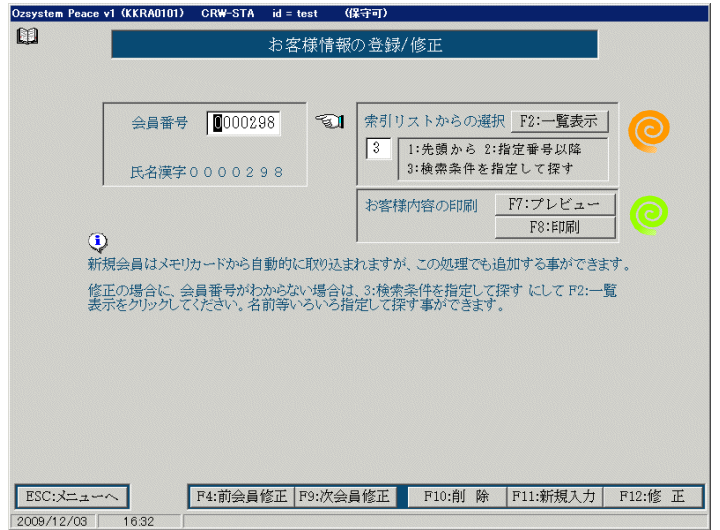 Ozsystem Peace v1 (KKRA0101) CRW-STA id = test (保守可)
お客様情報の登録/修正
会員番号 0000298
氏名漢字００００２９８
索引リストからの選択 F2:一覧表示
3 1:先頭から 2:指定番号以降
3:検索条件を指定して探す
お客様内容の印刷 F7:プレビュー
F8:印刷
新規会員はメモリカードから自動的に取り込まれますが、この処理でも追加する事ができます。
修正の場合に、会員番号がわからない場合は、3:検索条件を指定して探す にして F2:一覧
表示をクリックしてください。名前等いろいろ指定して探す事ができます。
ESC:メニューへ F4:前会員修正 F9:次会員修正 F10:削 除 F11:新規入力 F12:修 正
2009/12/03 16:32